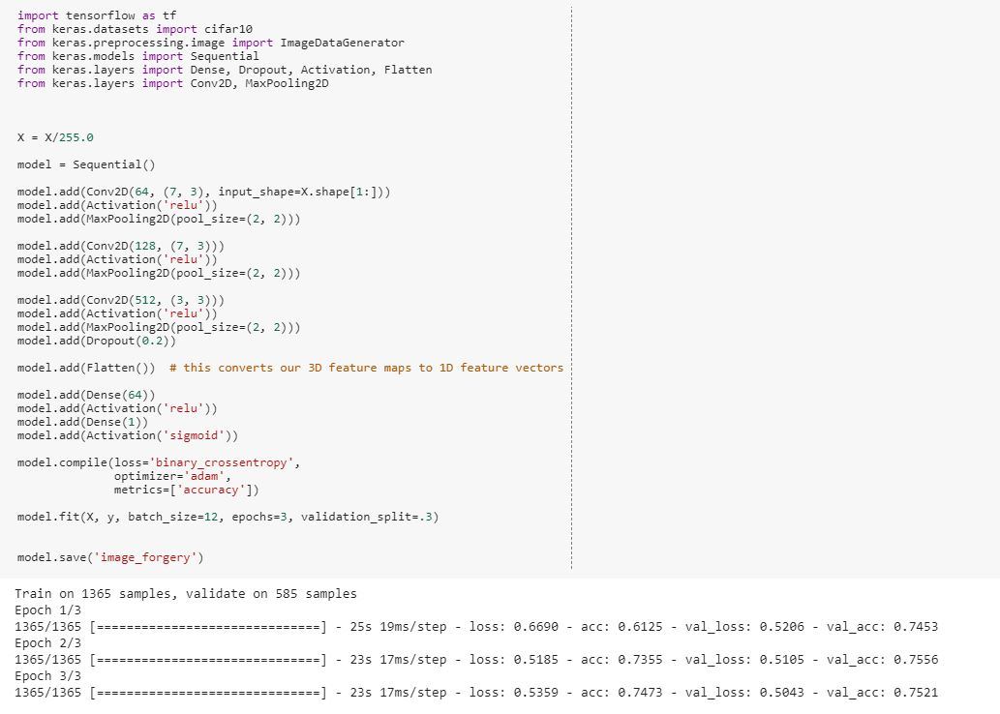 import tensorflow as tf
from keras.datasets import cifar10
from keras.preprocessing.image import ImageDataGenerator
from keras.models import Sequential
from keras.layers import Dense, Dropout, Activation, Flatten
from keras.layers import Conv2D, MaxPooling2D
X = X/255.0
model = Sequential()
model.add(Conv2D(64, (7, 3), input_shape=X.shape[1:]))
model.add(Activation('relu'))
model.add(MaxPooling2D(pool_size=(2, 2)))
model.add(Conv2D(128, (7, 3)))
model.add(Activation('relu'))
model.add(MaxPooling2D(pool_size=(2, 2)))
model.add(Conv2D(512, (3, 3)))
model.add(Activation('relu'))
model.add(MaxPooling2D(pool_size=(2, 2)))
model.add(Dropout(0.2))
model.add(Flatten())  # this converts our 3D feature maps to 1D feature vectors
model.add(Dense(64))
model.add(Activation('relu'))
model.add(Dense(1))
model.add(Activation('sigmoid'))
model.compile(loss='binary_crossentropy',
              optimizer='adam',
              metrics=['accuracy'])
model.fit(X, y, batch_size=12, epochs=3, validation_split=.3)
model.save('image_forgery')
Train on 1365 samples, validate on 585 samples
Epoch 1/3
1365/1365 [==============================] - 25s 19ms/step - loss: 0.6690 - acc: 0.6125 - val_loss: 0.5206 - val_acc: 0.7453
Epoch 2/3
1365/1365 [==============================] - 23s 17ms/step - loss: 0.5185 - acc: 0.7355 - val_loss: 0.5105 - val_acc: 0.7556
Epoch 3/3
1365/1365 [==============================] - 23s 17ms/step - loss: 0.5359 - acc: 0.7473 - val_loss: 0.5043 - val_acc: 0.7521